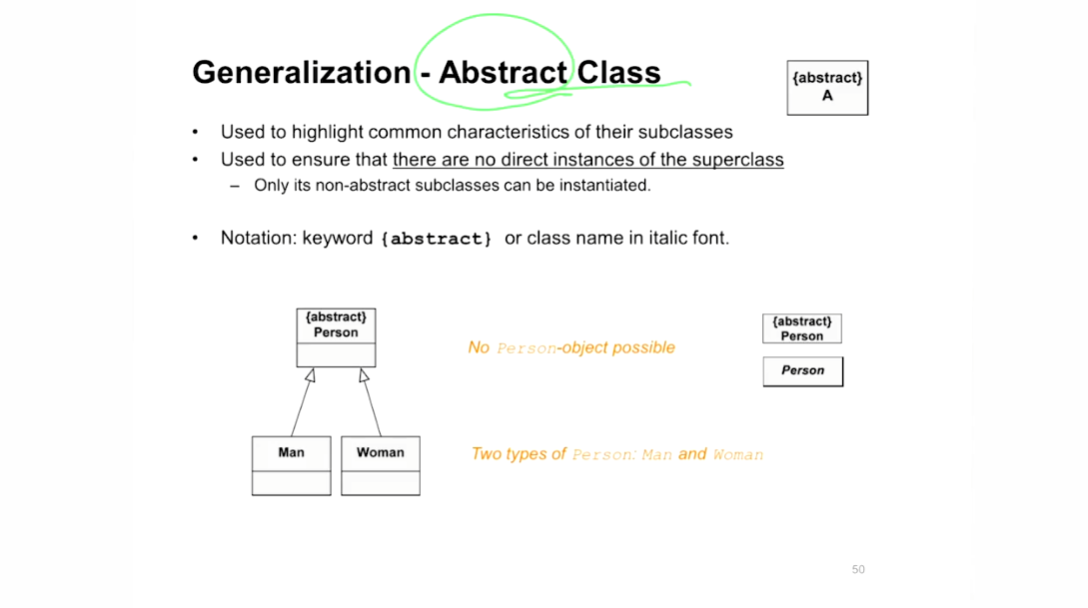 Generalization - Abstract Class
{abstract}
A
• Used to highlight common characteristics of their subclasses
• Used to ensure that there are no direct instances of the superclass
– Only its non-abstract subclasses can be instantiated.
• Notation: keyword {abstract} or class name in italic font.
{abstract}
Person
No Person-object possible
{abstract}
Person
Person
Man
Woman
Two types of Person: Man and Woman
50